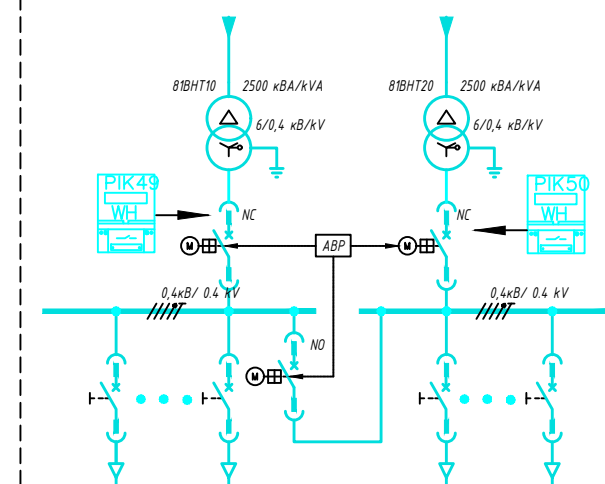 81BHT10 2500 кВА/kVA
81BHT20 2500 кВА/kVA
6/0,4 кВ/kV
6/0,4 кВ/kV
PIK49
WH
NC
PIK50
WH
NC
M
АВР
M
0,4кВ/ 0.4 kV
0,4кВ/ 0.4 kV
NO
M